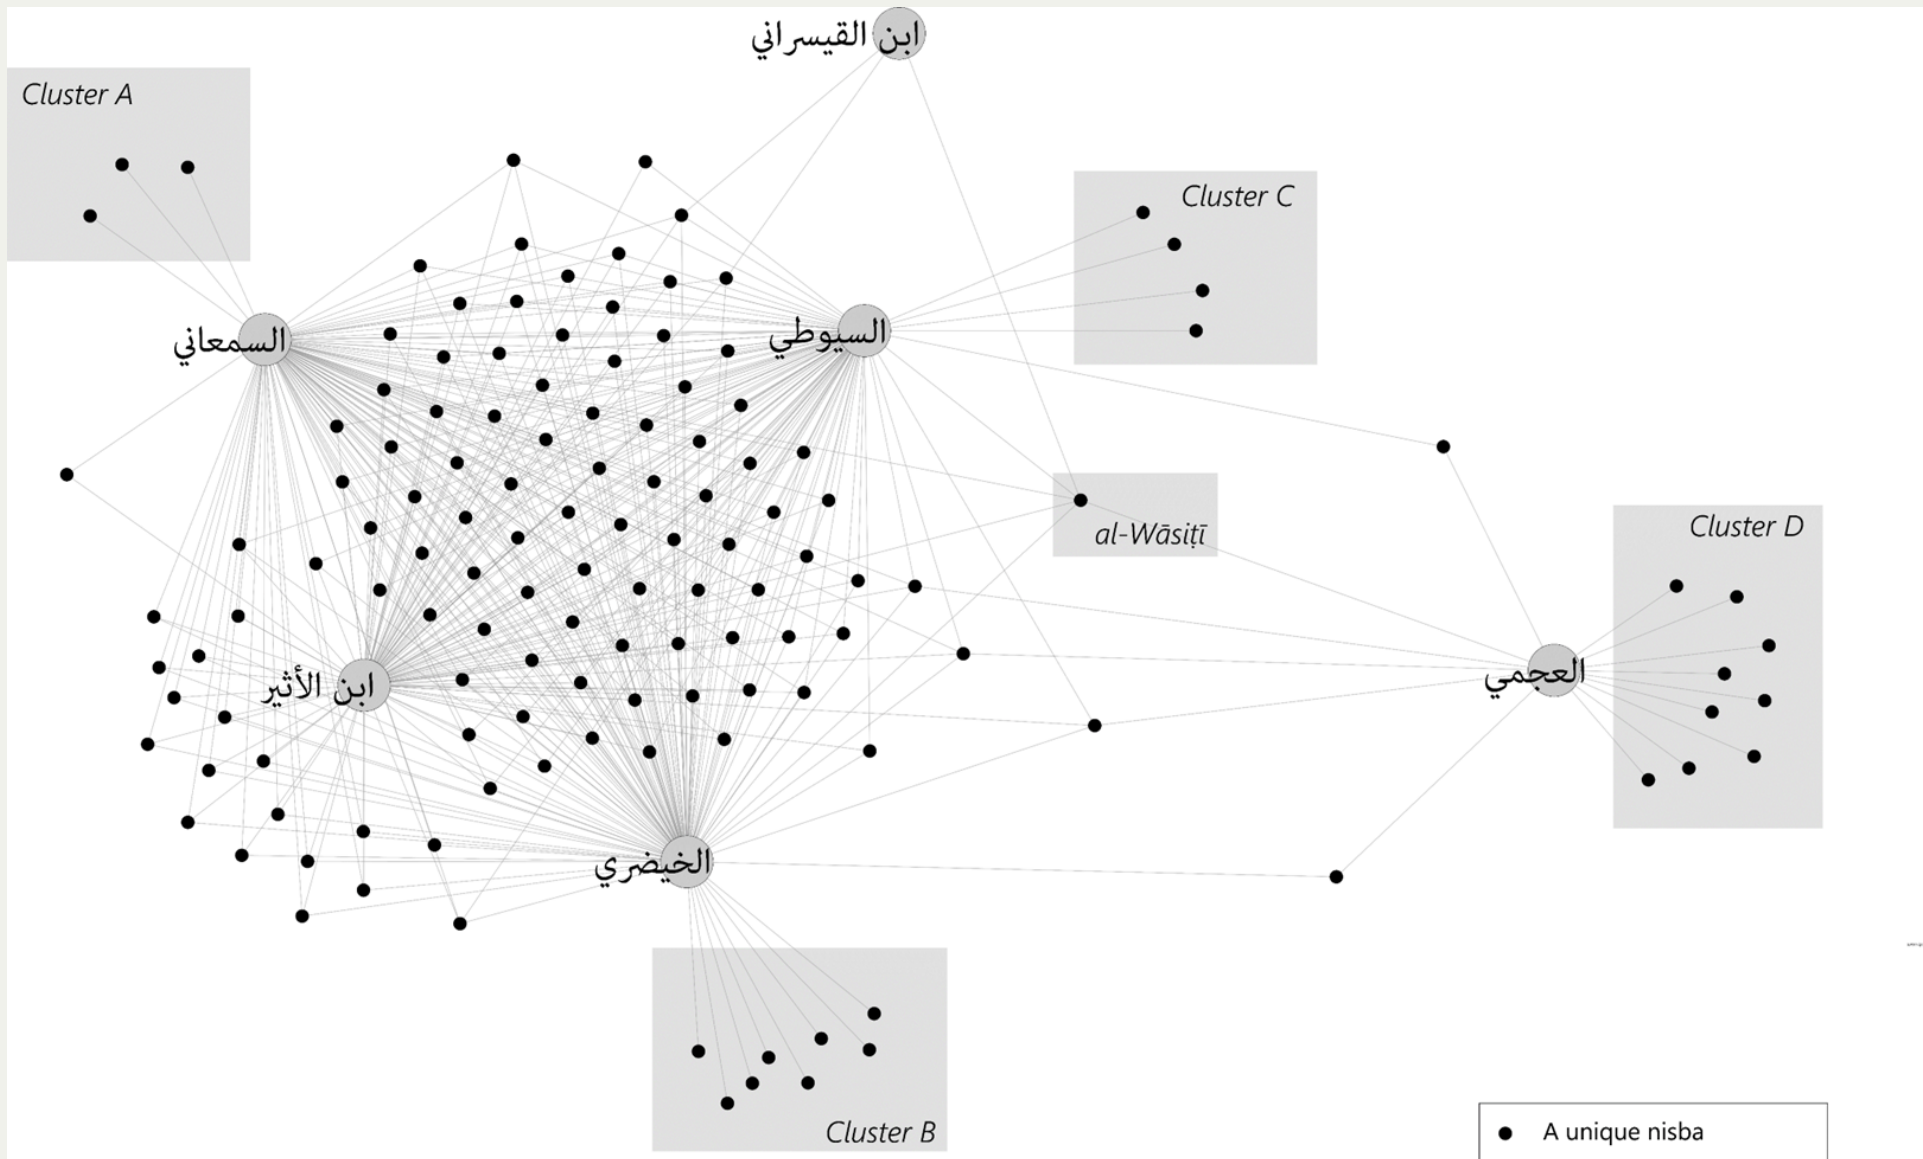 ابن القيسراني
Cluster A
Cluster C
السمعاني
السيوطي
al-Wāsiṭī
Cluster D
العجمي
ابن الأثير
الخيضري
Cluster B
A unique nisba